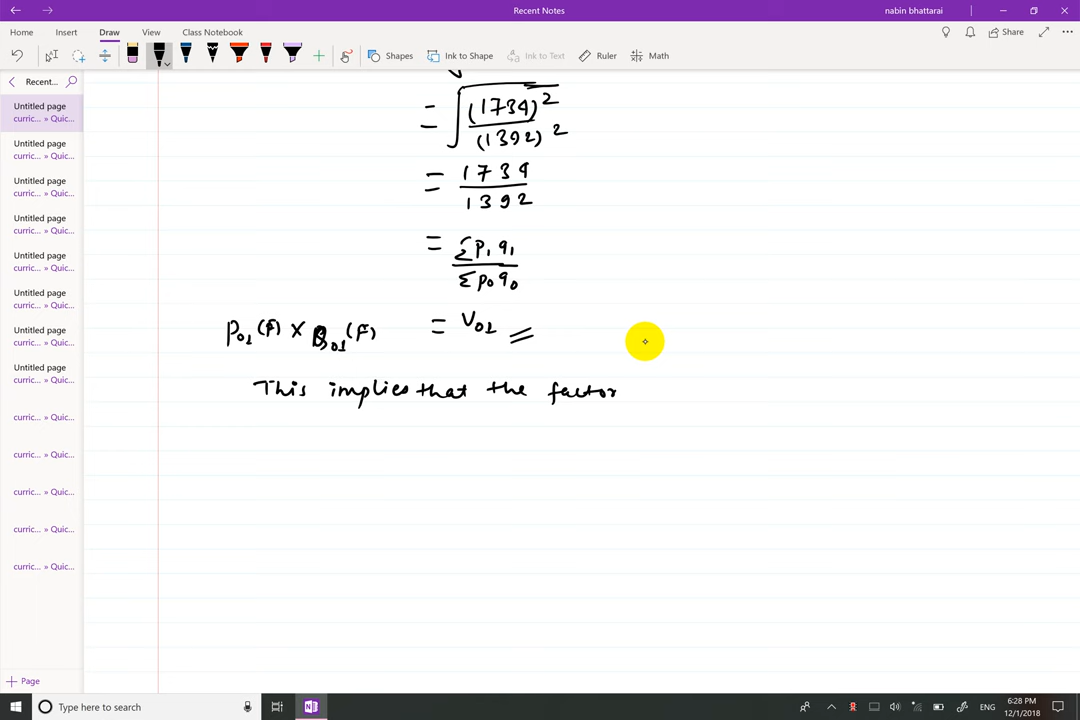 Recent Notes
nabin bhattarai
Home Insert Draw View Class Notebook
Share
Shapes Ink to Shape Ink to Text Ruler Math
Recent...
Untitled page
curric... » Quic...
Untitled page
curric... » Quic...
Untitled page
curric... » Quic...
Untitled page
curric... » Quic...
Untitled page
curric... » Quic...
Untitled page
curric... » Quic...
Untitled page
curric... » Quic...
Untitled page
curric... » Quic...
curric... » Quic...
curric... » Quic...
curric... » Quic...
curric... » Quic...
curric... » Quic...
+ Page
= √((1734)² / (1392)²)
= 1734 / 1392
= Σp₁q₁ / Σp₀q₀
P₀₁(F) × Q₀₁(F) = V₀₁
This implies that the factor
Type here to search
ENG
6:28 PM
12/1/2018